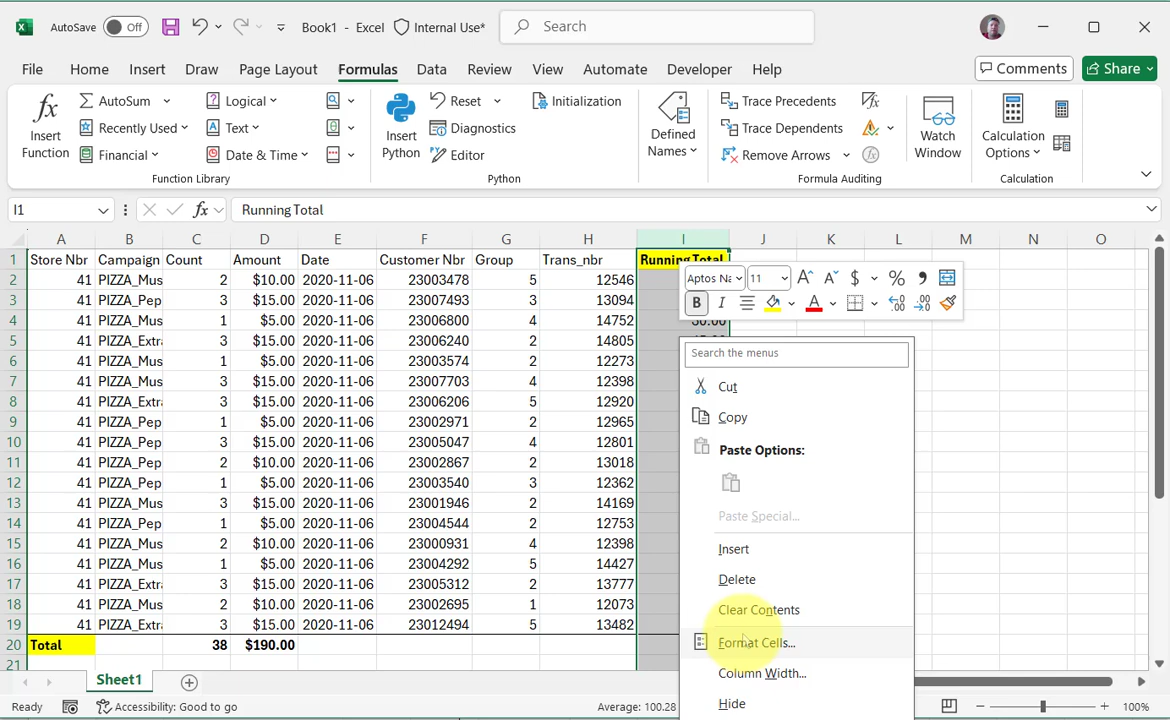 AutoSave Off Book1 - Excel Internal Use* Search
File Home Insert Draw Page Layout Formulas Data Review View Automate Developer Help Comments Share
Insert Function
AutoSum
Recently Used
Financial
Logical
Text
Date & Time
Function Library
Insert Python
Reset
Diagnostics
Editor
Initialization
Python
Defined Names
Trace Precedents
Trace Dependents
Remove Arrows
Formula Auditing
Watch Window
Calculation Options
Calculation
I1 fx Running Total
A B C D E F G H I J K L M N O
1 Store Nbr Campaign Count Amount Date Customer Nbr Group Trans_nbr Running Total
2 41 PIZZA_Mus 2 $10.00 2020-11-06 23003478 5 12546
3 41 PIZZA_Pep 3 $15.00 2020-11-06 23007493 3 13094
4 41 PIZZA_Mus 1 $5.00 2020-11-06 23006800 4 14752 30.00
5 41 PIZZA_Extra 3 $15.00 2020-11-06 23006240 2 14805
6 41 PIZZA_Mus 1 $5.00 2020-11-06 23003574 2 12273
7 41 PIZZA_Mus 3 $15.00 2020-11-06 23007703 4 12398
8 41 PIZZA_Extra 3 $15.00 2020-11-06 23006206 5 12920
9 41 PIZZA_Pep 1 $5.00 2020-11-06 23002971 2 12965
10 41 PIZZA_Pep 3 $15.00 2020-11-06 23005047 4 12801
11 41 PIZZA_Pep 2 $10.00 2020-11-06 23002867 2 13018
12 41 PIZZA_Pep 1 $5.00 2020-11-06 23003540 3 12362
13 41 PIZZA_Mus 3 $15.00 2020-11-06 23001946 2 14169
14 41 PIZZA_Pep 1 $5.00 2020-11-06 23004544 2 12753
15 41 PIZZA_Mus 2 $10.00 2020-11-06 23000931 4 12398
16 41 PIZZA_Mus 1 $5.00 2020-11-06 23004292 5 14427
17 41 PIZZA_Extra 3 $15.00 2020-11-06 23005312 2 13777
18 41 PIZZA_Mus 2 $10.00 2020-11-06 23002695 1 12073
19 41 PIZZA_Extra 3 $15.00 2020-11-06 23012494 5 13482
20 Total 38 $190.00
21
Aptos Na 11 A A $ % ,
B I A
Search the menus
Cut
Copy
Paste Options:
Paste Special...
Insert
Delete
Clear Contents
Format Cells...
Column Width...
Hide
Sheet1
Ready Accessibility: Good to go Average: 100.28 100%